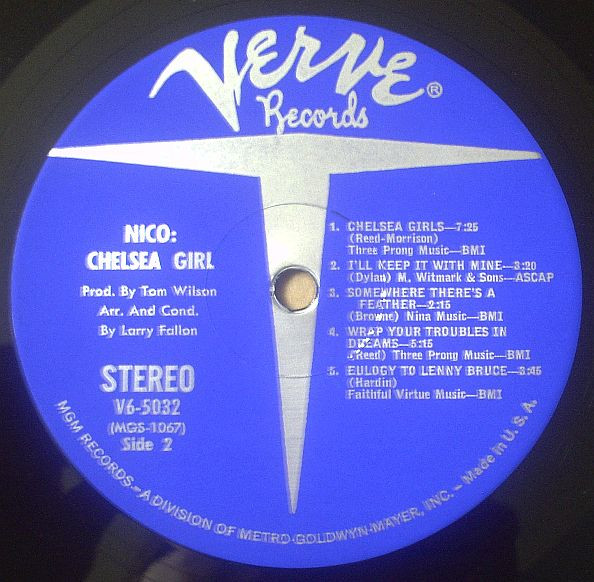 Verve®
Records
NICO:
CHELSEA GIRL
Prod. By Tom Wilson
Arr. And Cond.
By Larry Fallon
STEREO
V6-5032
(MGS-1067)
Side 2
1. CHELSEA GIRLS—7:25
(Reed-Morrison)
Three Prong Music—BMI
2. I'LL KEEP IT WITH MINE—3:20
(Dylan) M. Witmark & Sons—ASCAP
3. SOMEWHERE THERE'S A
FEATHER—2:15
(Browne) Nina Music—BMI
4. WRAP YOUR TROUBLES IN
DREAMS—5:15
(Reed) Three Prong Music—BMI
5. EULOGY TO LENNY BRUCE—3:45
(Hardin)
Faithful Virtue Music—BMI
MGM RECORDS—A DIVISION OF METRO-GOLDWYN-MAYER, INC.—Made in U.S.A.